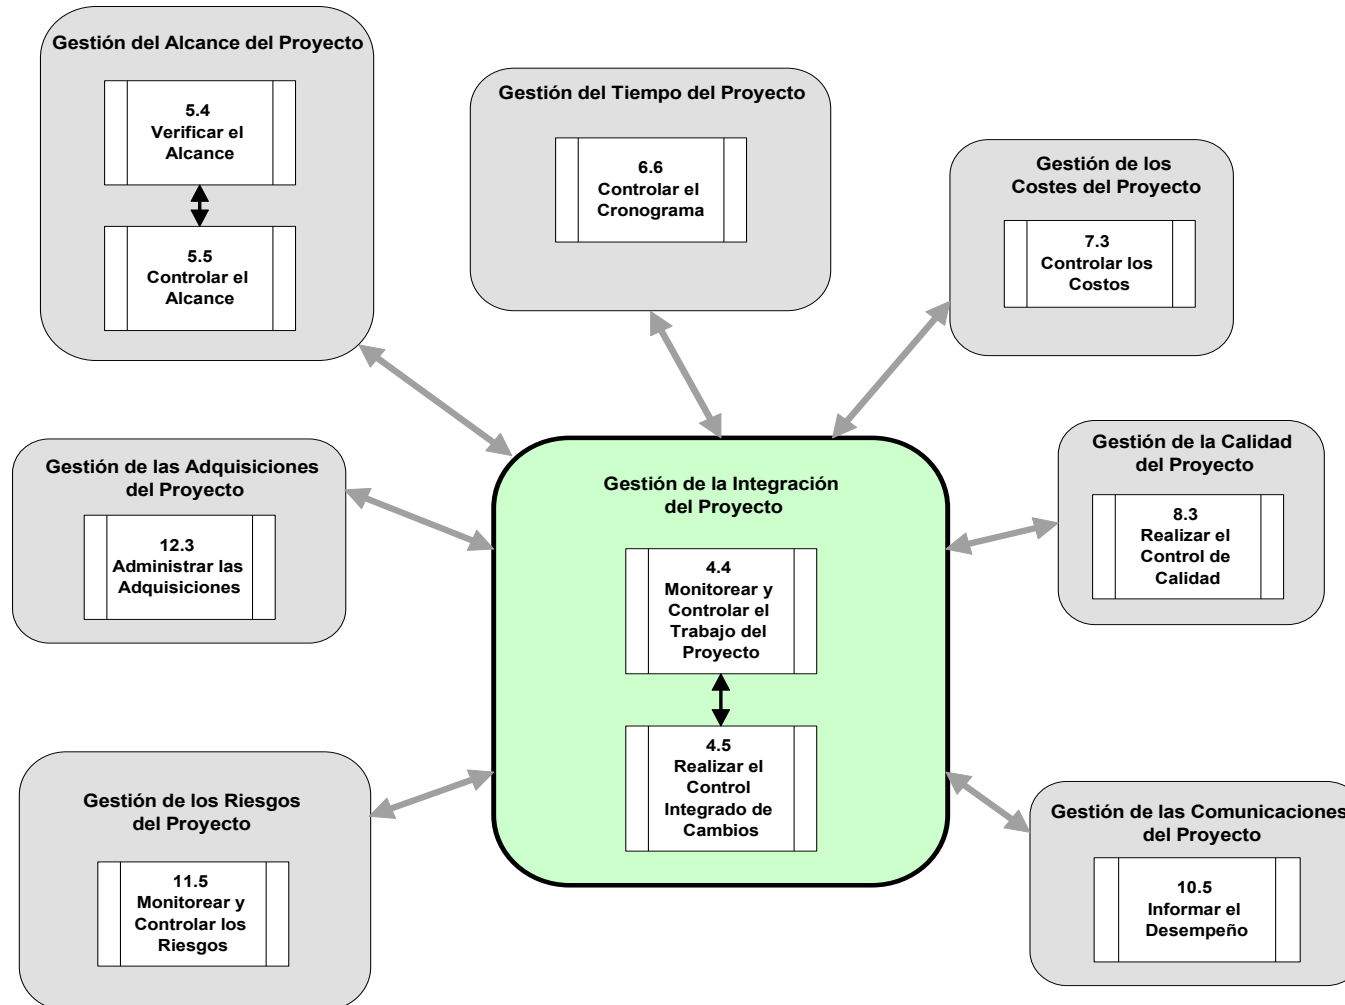 Gestión del Alcance del Proyecto
5.4
Verificar el
Alcance
5.5
Controlar el
Alcance
Gestión del Tiempo del Proyecto
6.6
Controlar el
Cronograma
Gestión de los
Costes del Proyecto
7.3
Controlar los
Costos
Gestión de las Adquisiciones
del Proyecto
12.3
Administrar las
Adquisiciones
Gestión de la Integración
del Proyecto
4.4
Monitorear y
Controlar el
Trabajo del
Proyecto
4.5
Realizar el
Control
Integrado de
Cambios
Gestión de la Calidad
del Proyecto
8.3
Realizar el
Control de
Calidad
Gestión de los Riesgos
del Proyecto
11.5
Monitorear y
Controlar los
Riesgos
Gestión de las Comunicaciones
del Proyecto
10.5
Informar el
Desempeño